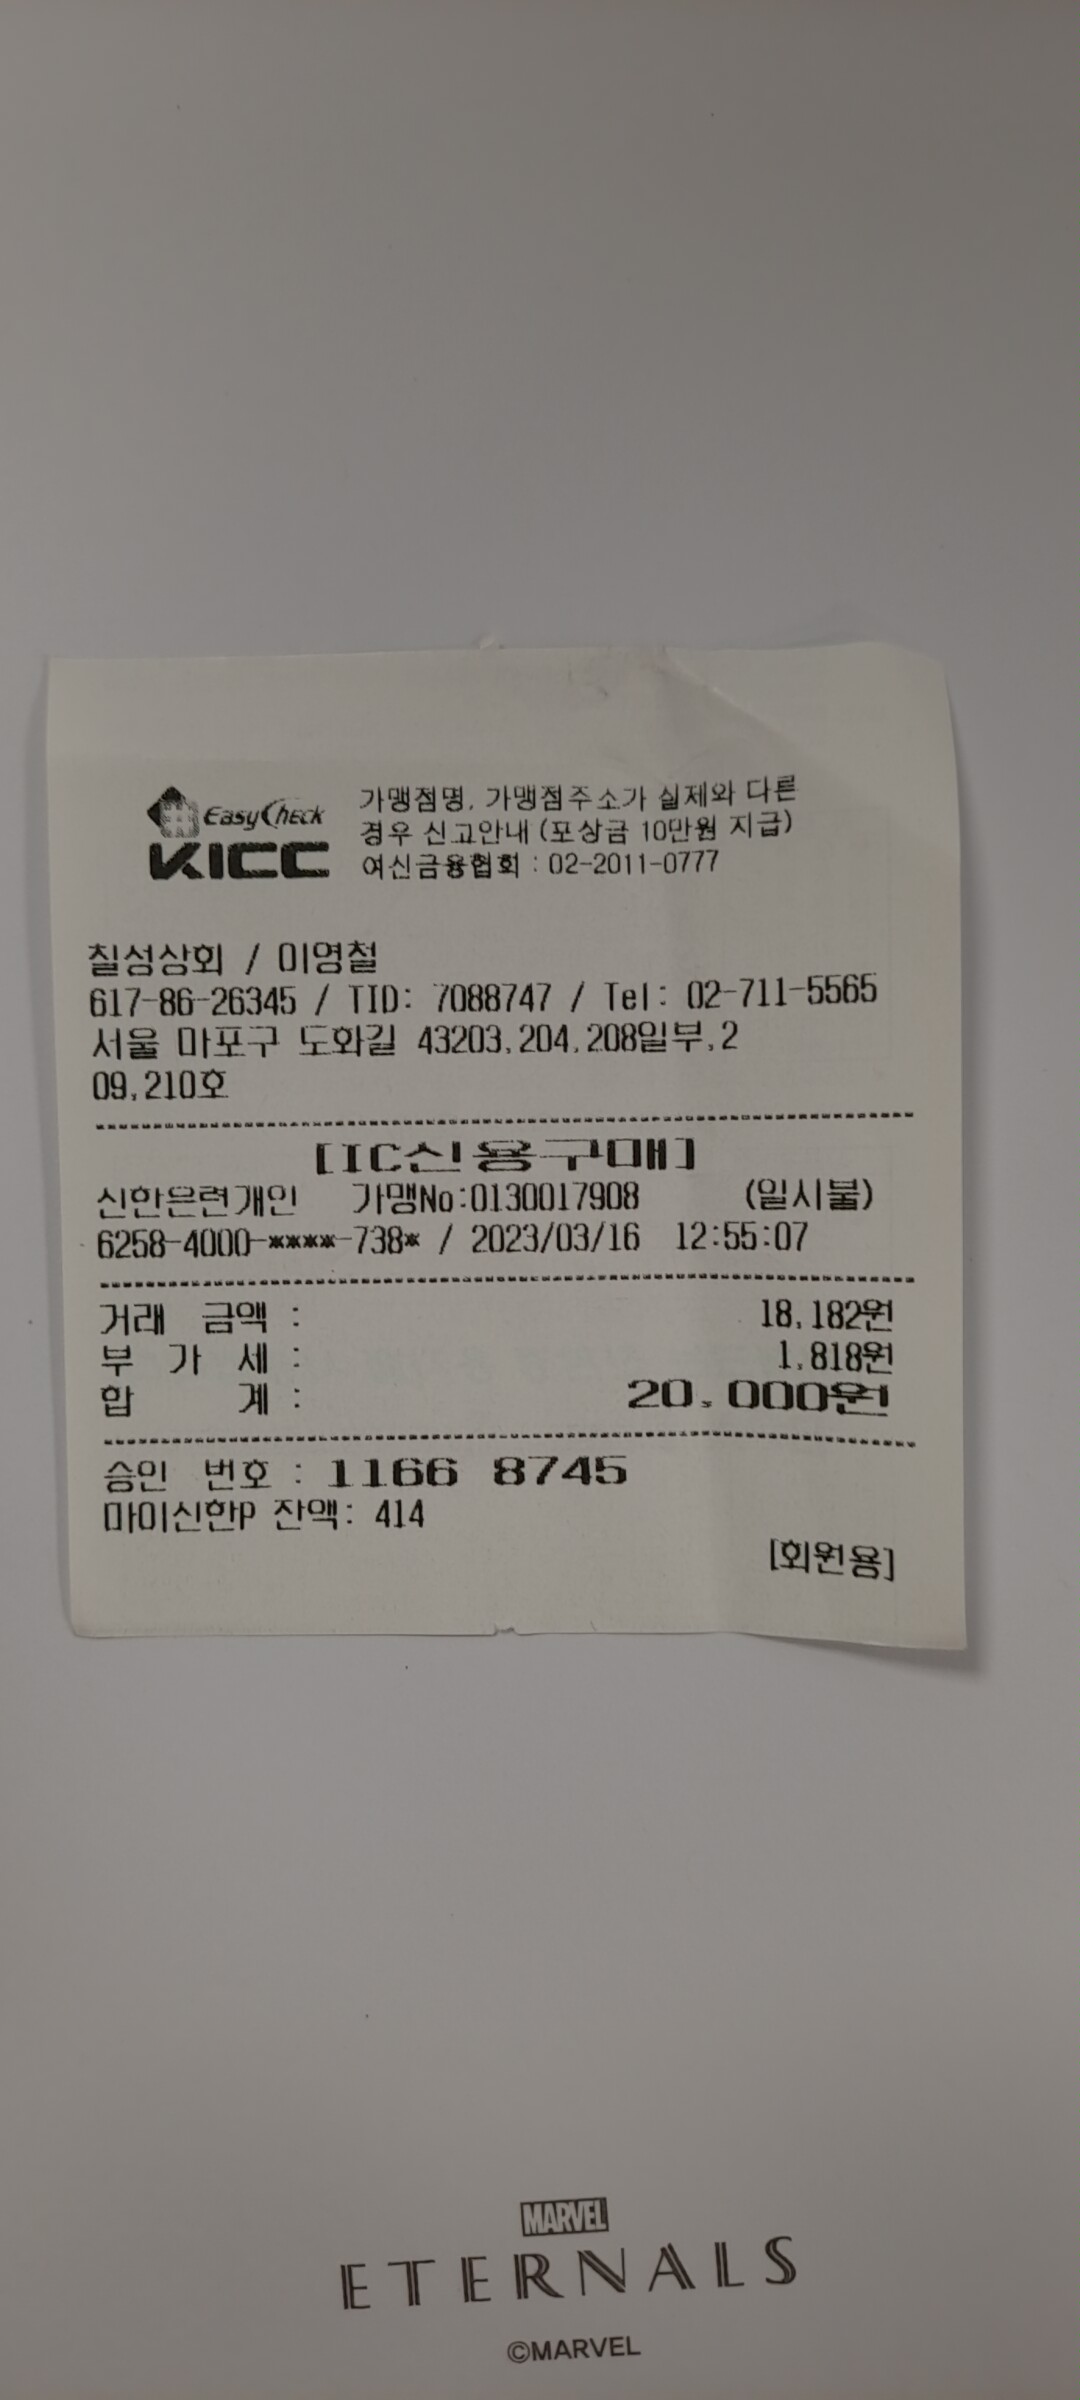 EasyCheck
KICC
가맹점명, 가맹점주소가 실제와 다른
경우 신고안내 (포상금 10만원 지급)
여신금융협회 : 02-2011-0777
칠성상회 / 이영철
617-86-26345 / TID: 7088747 / Tel: 02-711-5565
서울 마포구 도화길 43203,204,208일부,2
09,210호
[IC신용구매]
신한은련개인 가맹No:0130017908 (일시불)
6258-4000-****-738* / 2023/03/16 12:55:07
거래 금액 : 18,182원
부 가 세 : 1,818원
합 계 : 20,000원
승인 번호 : 1166 8745
마이신한P 잔액: 414
[회원용]
MARVEL
ETERNALS
©MARVEL